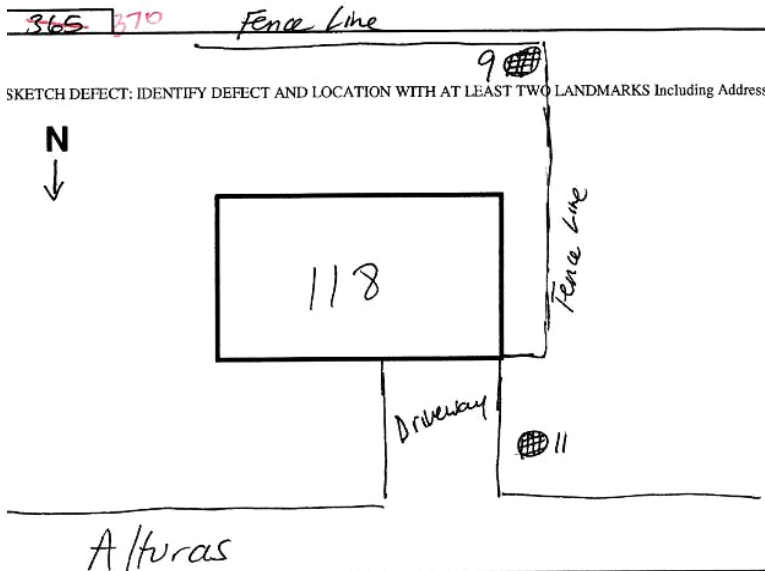 365 370
Fence Line
9
SKETCH DEFECT: IDENTIFY DEFECT AND LOCATION WITH AT LEAST TWO LANDMARKS Including Address
N
Fence Line
118
Driveway
11
Alturas